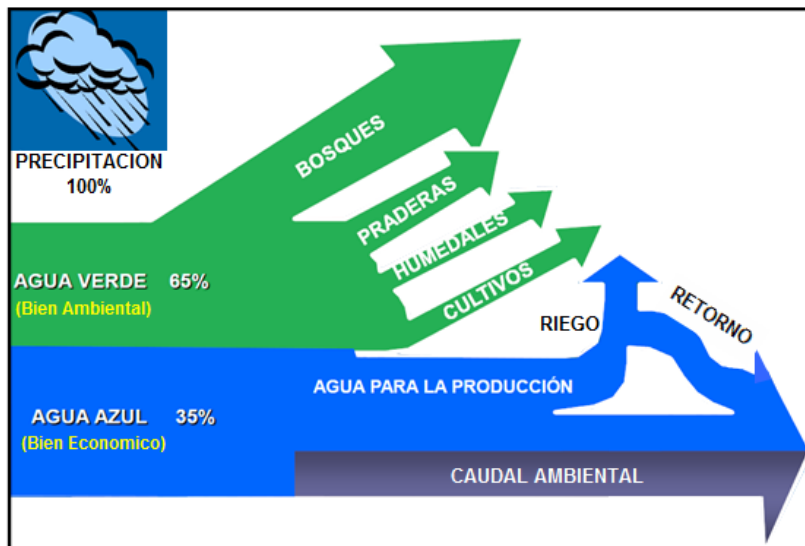 PRECIPITACION
100%
BOSQUES
PRADERAS
HUMEDALES
CULTIVOS
AGUA VERDE 65%
(Bien Ambiental)
RIEGO
RETORNO
AGUA PARA LA PRODUCCIÓN
AGUA AZUL 35%
(Bien Economico)
CAUDAL AMBIENTAL